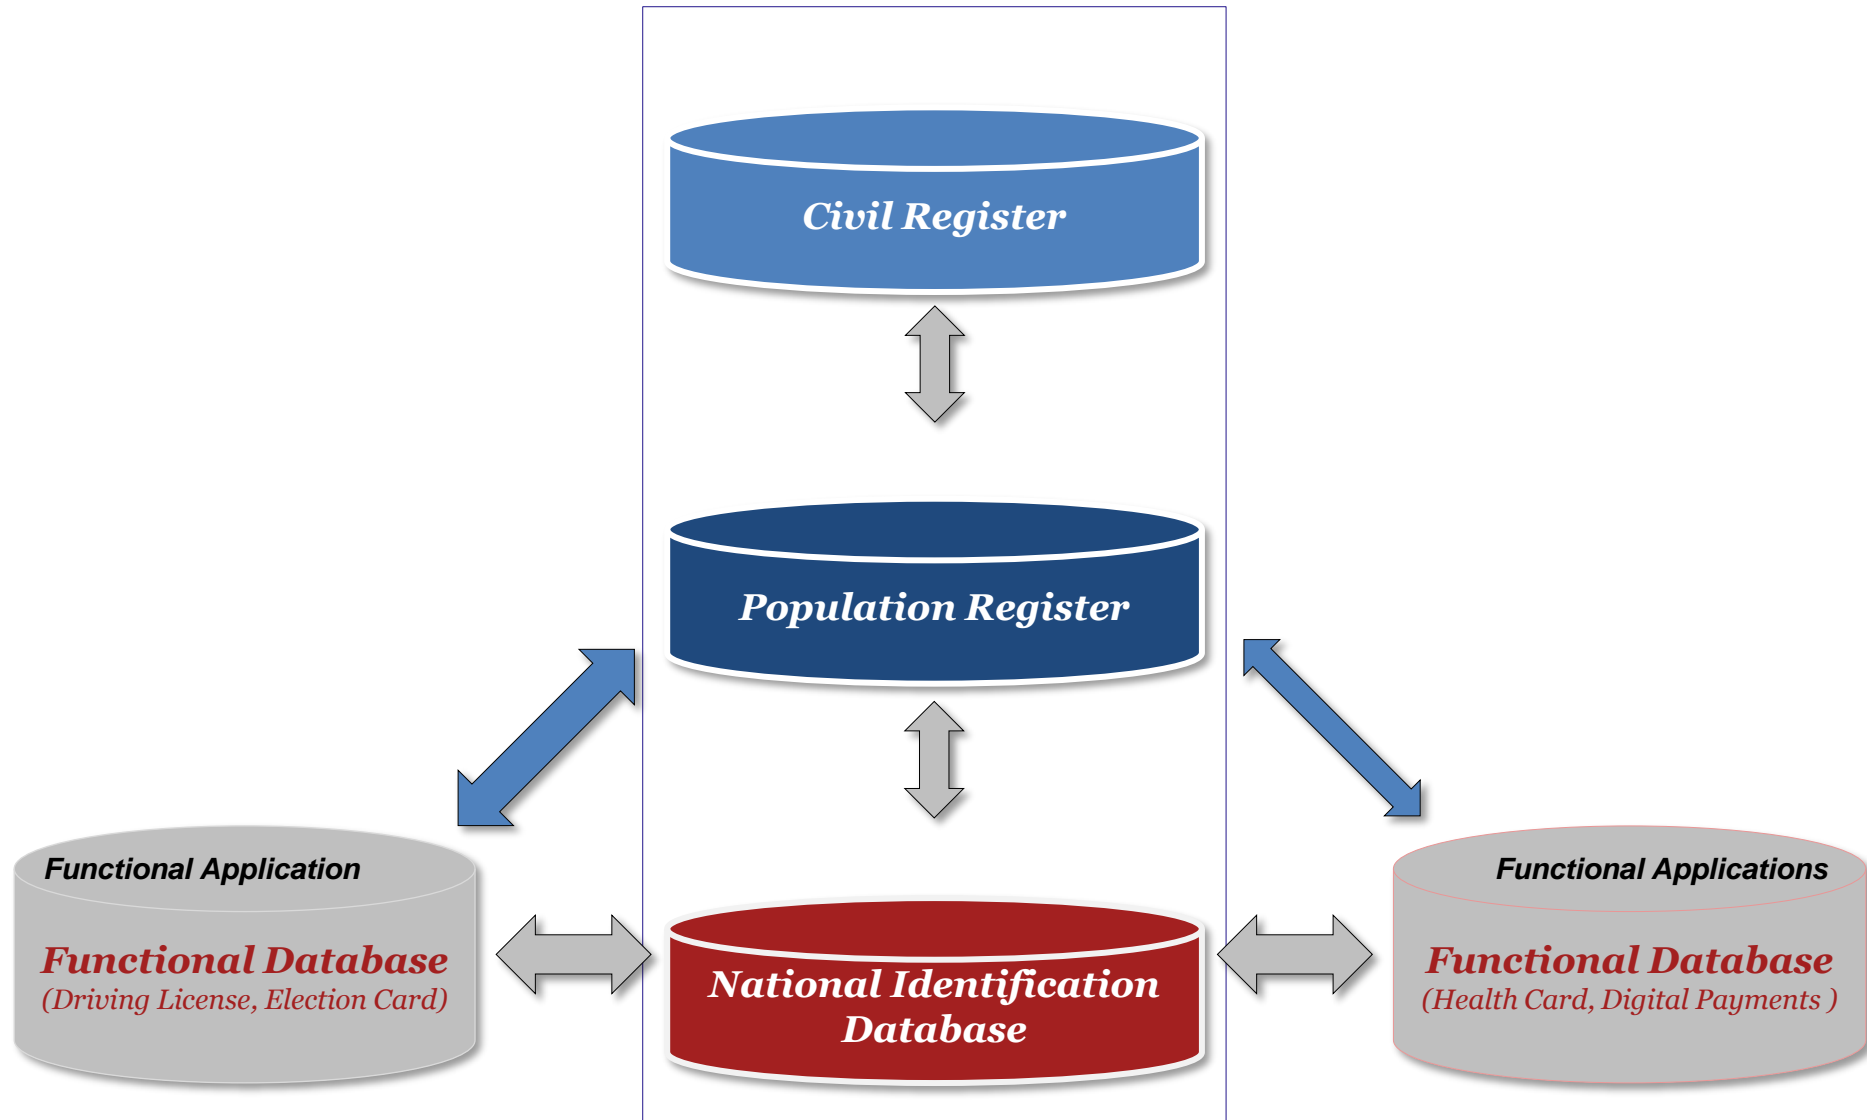 Civil Register
Population Register
Functional Application
Functional Database
(Driving License, Election Card)
National Identification
Database
Functional Applications
Functional Database
(Health Card, Digital Payments )